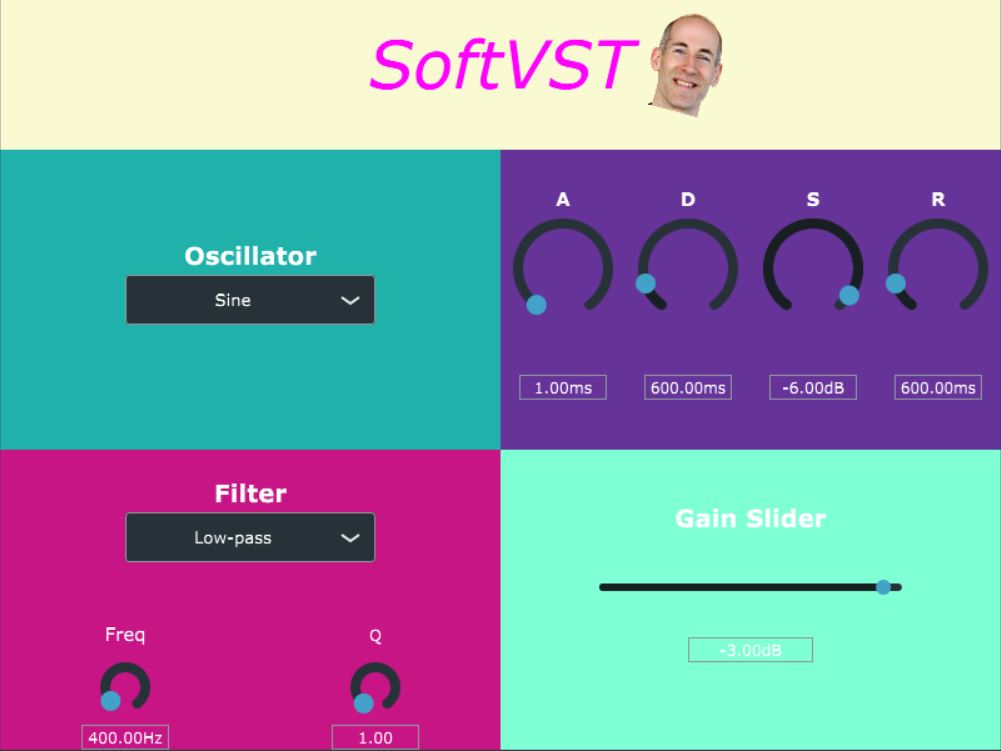 SoftVST
Oscillator
Sine
A D S R
1.00ms 600.00ms -6.00dB 600.00ms
Filter
Low-pass
Freq Q
400.00Hz 1.00
Gain Slider
-3.00dB